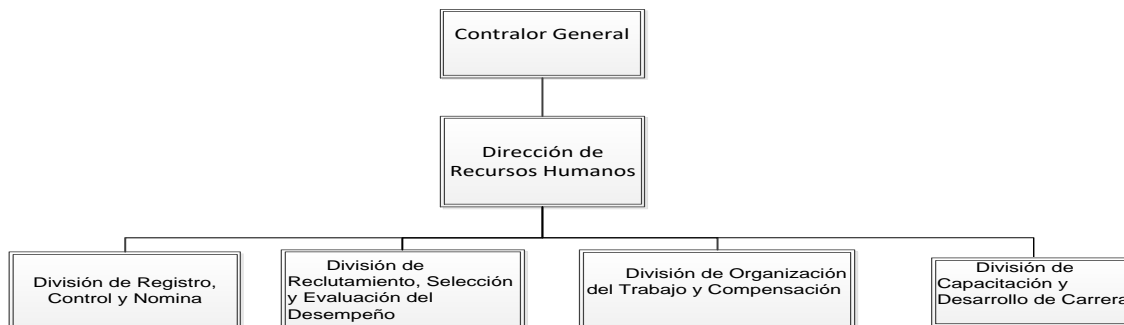 Contralor General
Dirección de
Recursos Humanos
División de Registro,
Control y Nomina
División de
Reclutamiento, Selección
y Evaluación del
Desempeño
División de Organización
del Trabajo y Compensación
División de
Capacitación y
Desarrollo de Carrera